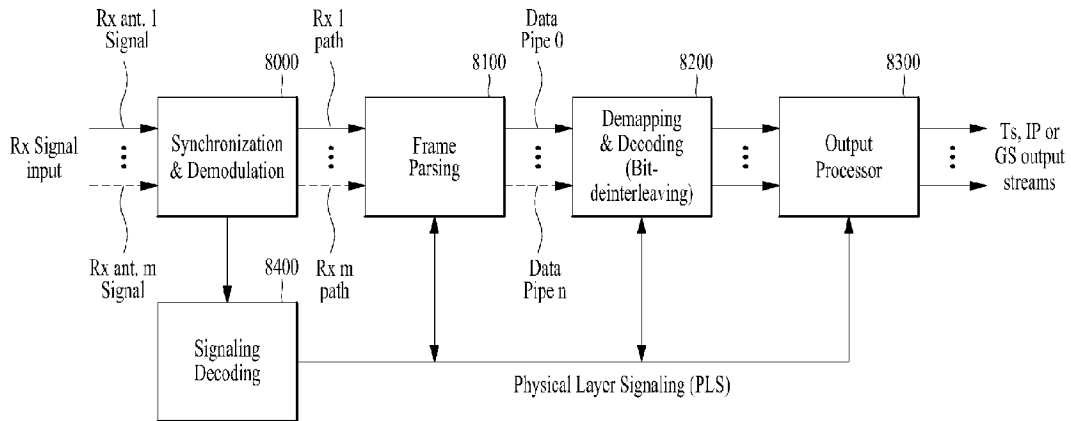 Rx ant. 1
Signal
Rx 1
path
Data
Pipe 0
8000
8100
8200
8300
Rx Signal
input
Synchronization
& Demodulation
Frame
Parsing
Demapping
& Decoding
(Bit-
deinterleaving)
Output
Processor
Ts, IP or
GS output
streams
Rx ant. m
Signal
8400
Rx m
path
Data
Pipe n
Signaling
Decoding
Physical Layer Signaling (PLS)